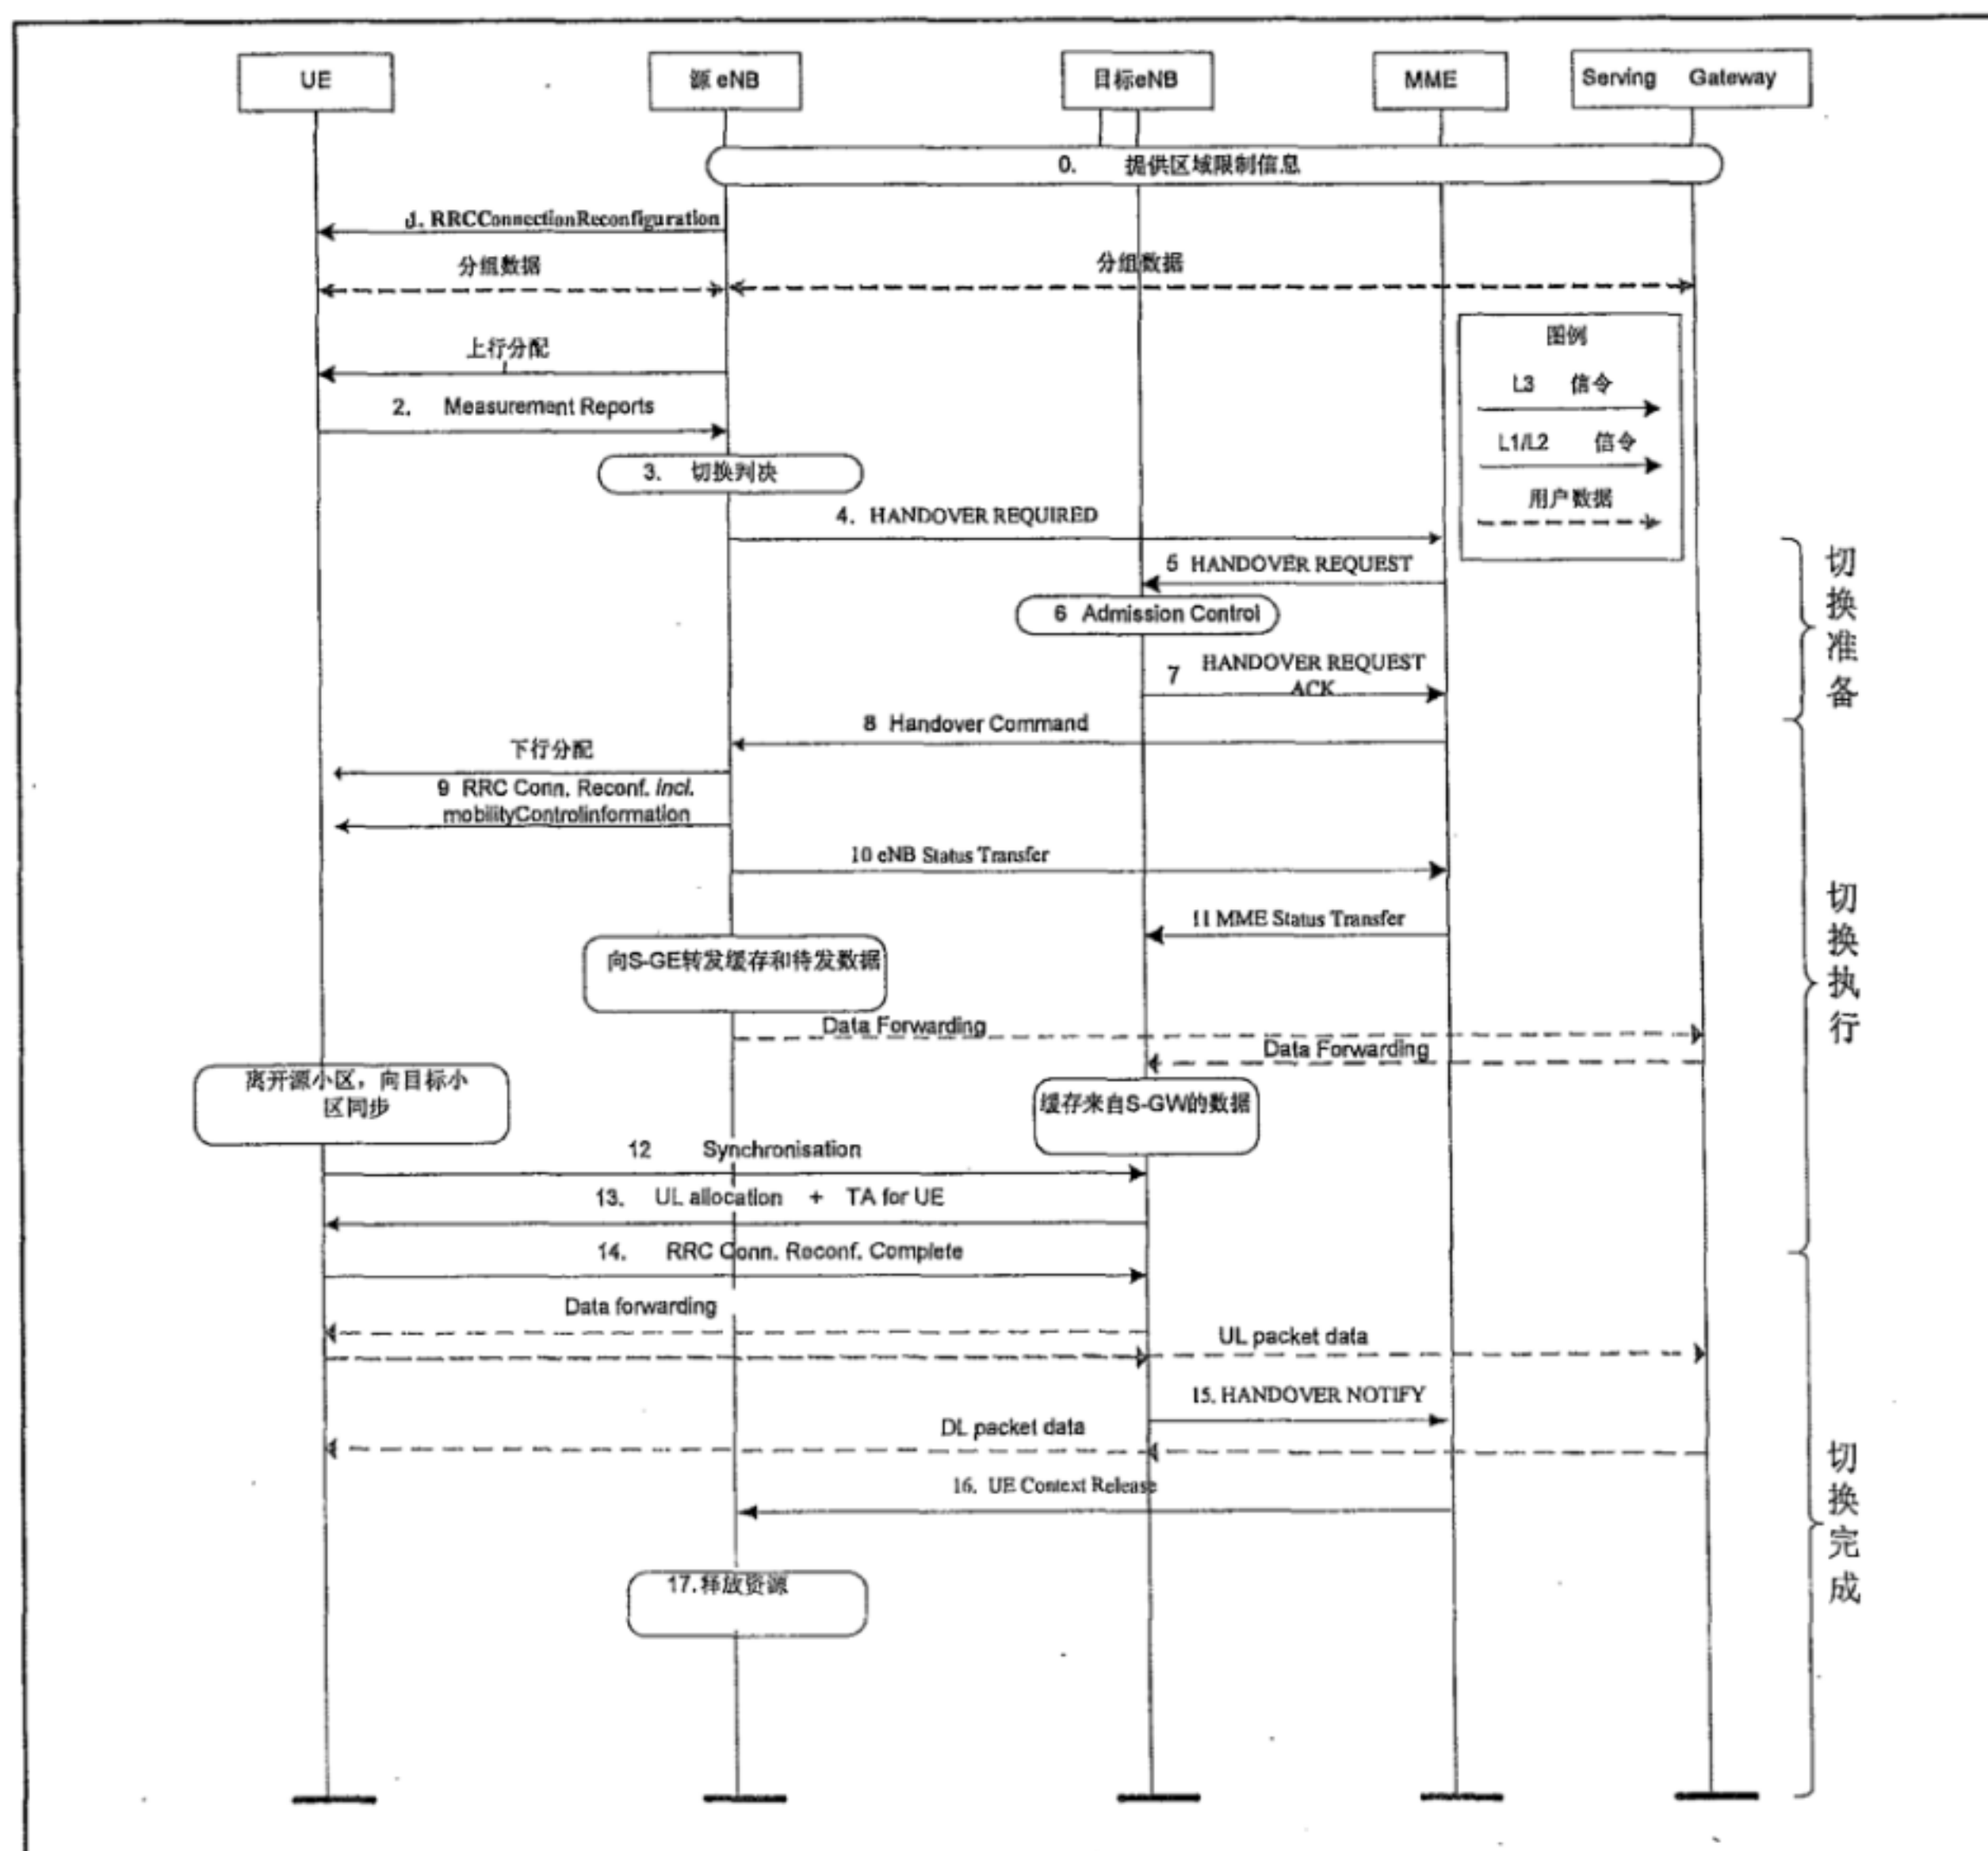 UE
源 eNB
目标eNB
MME
Serving Gateway
0. 提供区域限制信息
1. RRCConnectionReconfiguration
分组数据
分组数据
图例
L3 信令
L1/L2 信令
用户数据
上行分配
2. Measurement Reports
3. 切换判决
4. HANDOVER REQUIRED
5 HANDOVER REQUEST
6 Admission Control
7 HANDOVER REQUEST
ACK
切换准备
8 Handover Command
下行分配
9 RRC Conn. Reconf. incl.
mobilityControlinformation
10 eNB Status Transfer
11 MME Status Transfer
向S-GE转发缓存和待发数据
Data Forwarding
Data Forwarding
切换执行
离开源小区，向目标小
区同步
缓存来自S-GW的数据
12 Synchronisation
13. UL allocation + TA for UE
14. RRC Conn. Reconf. Complete
Data forwarding
UL packet data
15. HANDOVER NOTIFY
DL packet data
16. UE Context Release
17.释放资源
切换完成